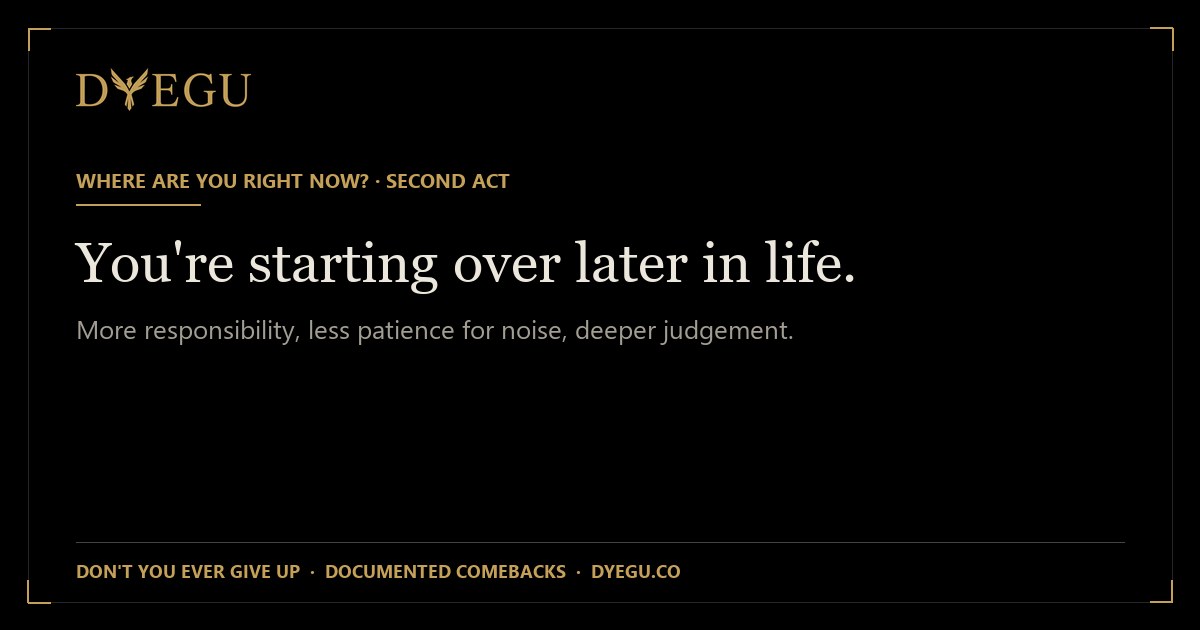 DYEGU
WHERE ARE YOU RIGHT NOW? · SECOND ACT
You're starting over later in life.
More responsibility, less patience for noise, deeper judgement.
DON'T YOU EVER GIVE UP · DOCUMENTED COMEBACKS · DYEGU.CO